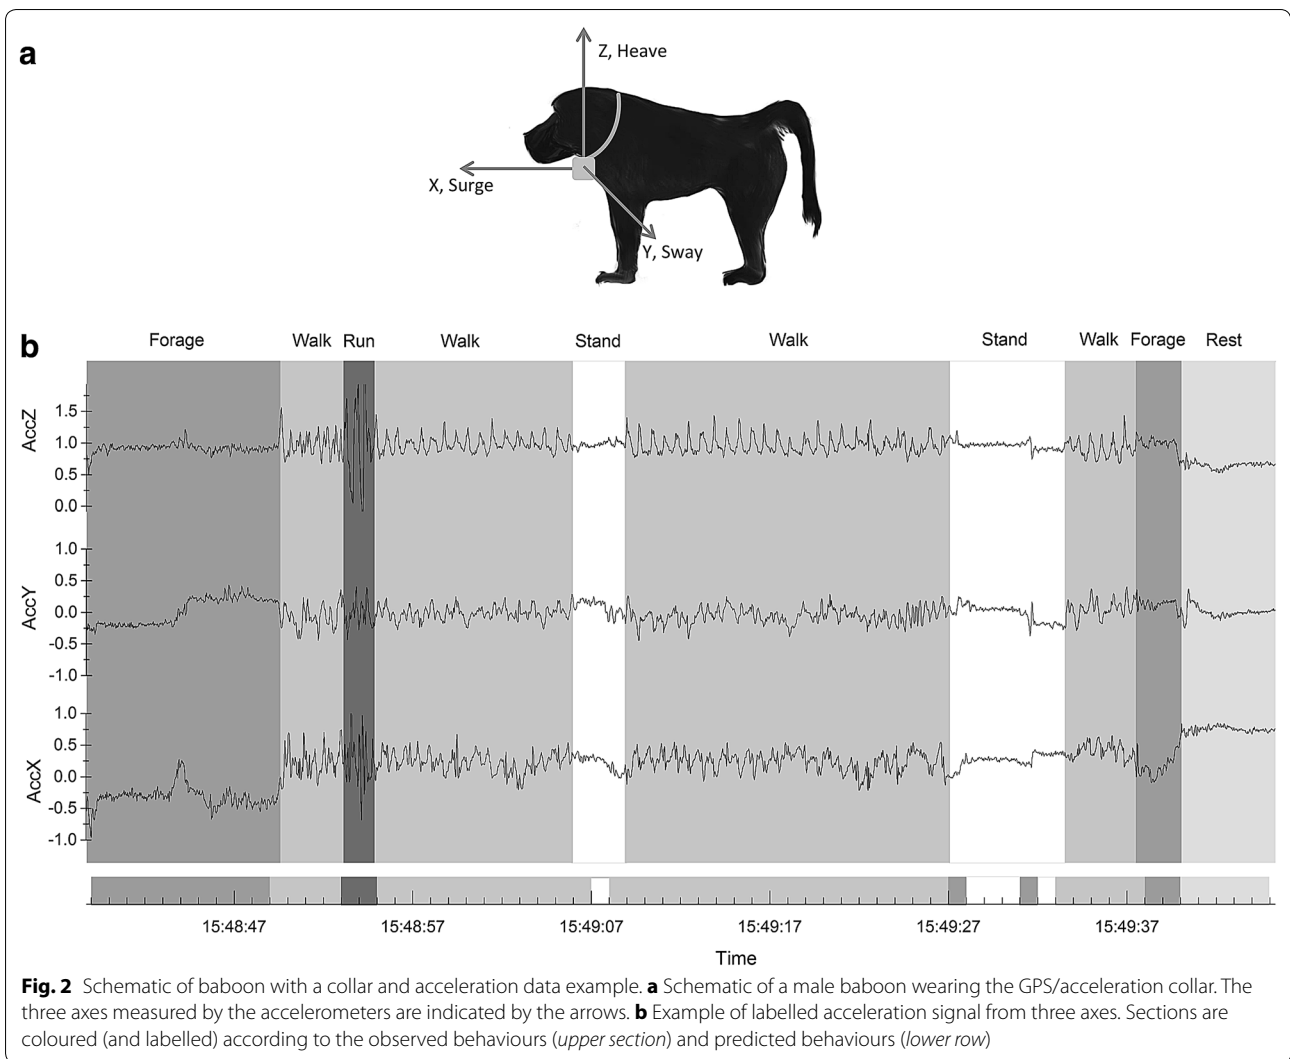 a
Z, Heave
X, Surge
Y, Sway
b
Forage Walk Run Walk Stand Walk Stand Walk Forage Rest
AccZ
1.5
1.0
0.5
0.0
AccY
1.0
0.5
0.0
-0.5
-1.0
AccX
1.0
0.5
0.0
-0.5
-1.0
15:48:47 15:48:57 15:49:07 15:49:17 15:49:27 15:49:37
Time
Fig. 2 Schematic of baboon with a collar and acceleration data example. a Schematic of a male baboon wearing the GPS/acceleration collar. The
three axes measured by the accelerometers are indicated by the arrows. b Example of labelled acceleration signal from three axes. Sections are
coloured (and labelled) according to the observed behaviours (upper section) and predicted behaviours (lower row)